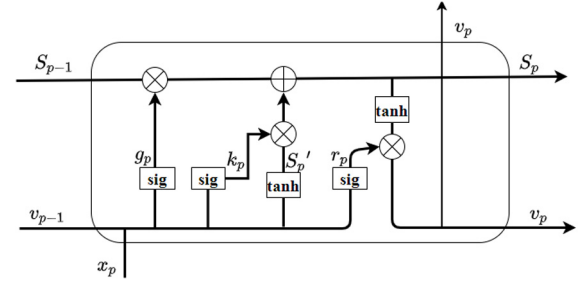 v_p
S_{p-1}
S_p
tanh
g_p
k_p
S_p'
r_p
sig
sig
tanh
sig
v_{p-1}
v_p
x_p